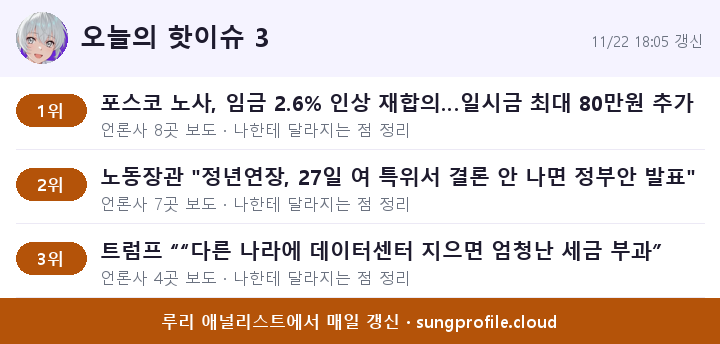 오늘의 핫이슈 3
11/22 18:05 갱신
1위
포스코 노사, 임금 2.6% 인상 재합의…일시금 최대 80만원 추가
언론사 8곳 보도 · 나한테 달라지는 점 정리
2위
노동장관 "정년연장, 27일 여 특위서 결론 안 나면 정부안 발표"
언론사 7곳 보도 · 나한테 달라지는 점 정리
3위
트럼프 ““다른 나라에 데이터센터 지으면 엄청난 세금 부과”
언론사 4곳 보도 · 나한테 달라지는 점 정리
루리 애널리스트에서 매일 갱신 · sungprofile.cloud